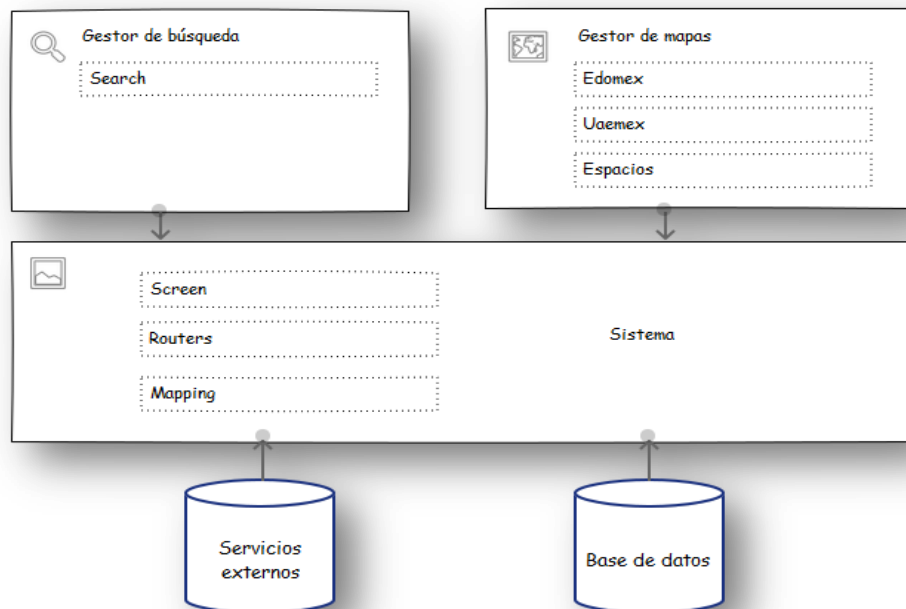 Gestor de búsqueda
Search
Gestor de mapas
Edomex
Uaemex
Espacios
Screen
Routers
Mapping
Sistema
Servicios
externos
Base de datos